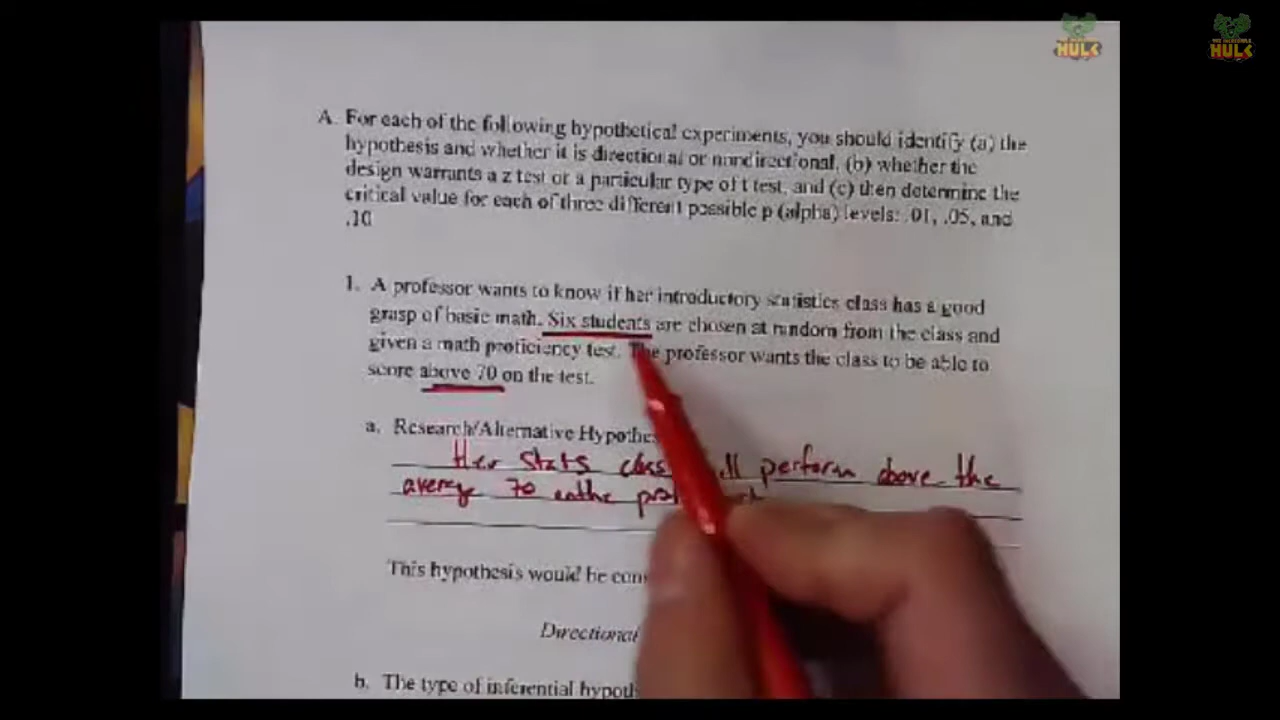 HULK
HULK
A. For each of the following hypothetical experiments, you should identify (a) the
hypothesis and whether it is directional or nondirectional, (b) whether the
design warrants a z test or a particular type of t test, and (c) then determine the
critical value for each of three different possible p (alpha) levels: .01, .05, and
.10
1. A professor wants to know if her introductory statistics class has a good
grasp of basic math. Six students are chosen at random from the class and
given a math proficiency test. The professor wants the class to be able to
score above 70 on the test.
a. Research/Alternative Hypothes
Her stats class will perform above the
average 70 on the
This hypothesis would be con
Directional
b. The type of inferential hypoth